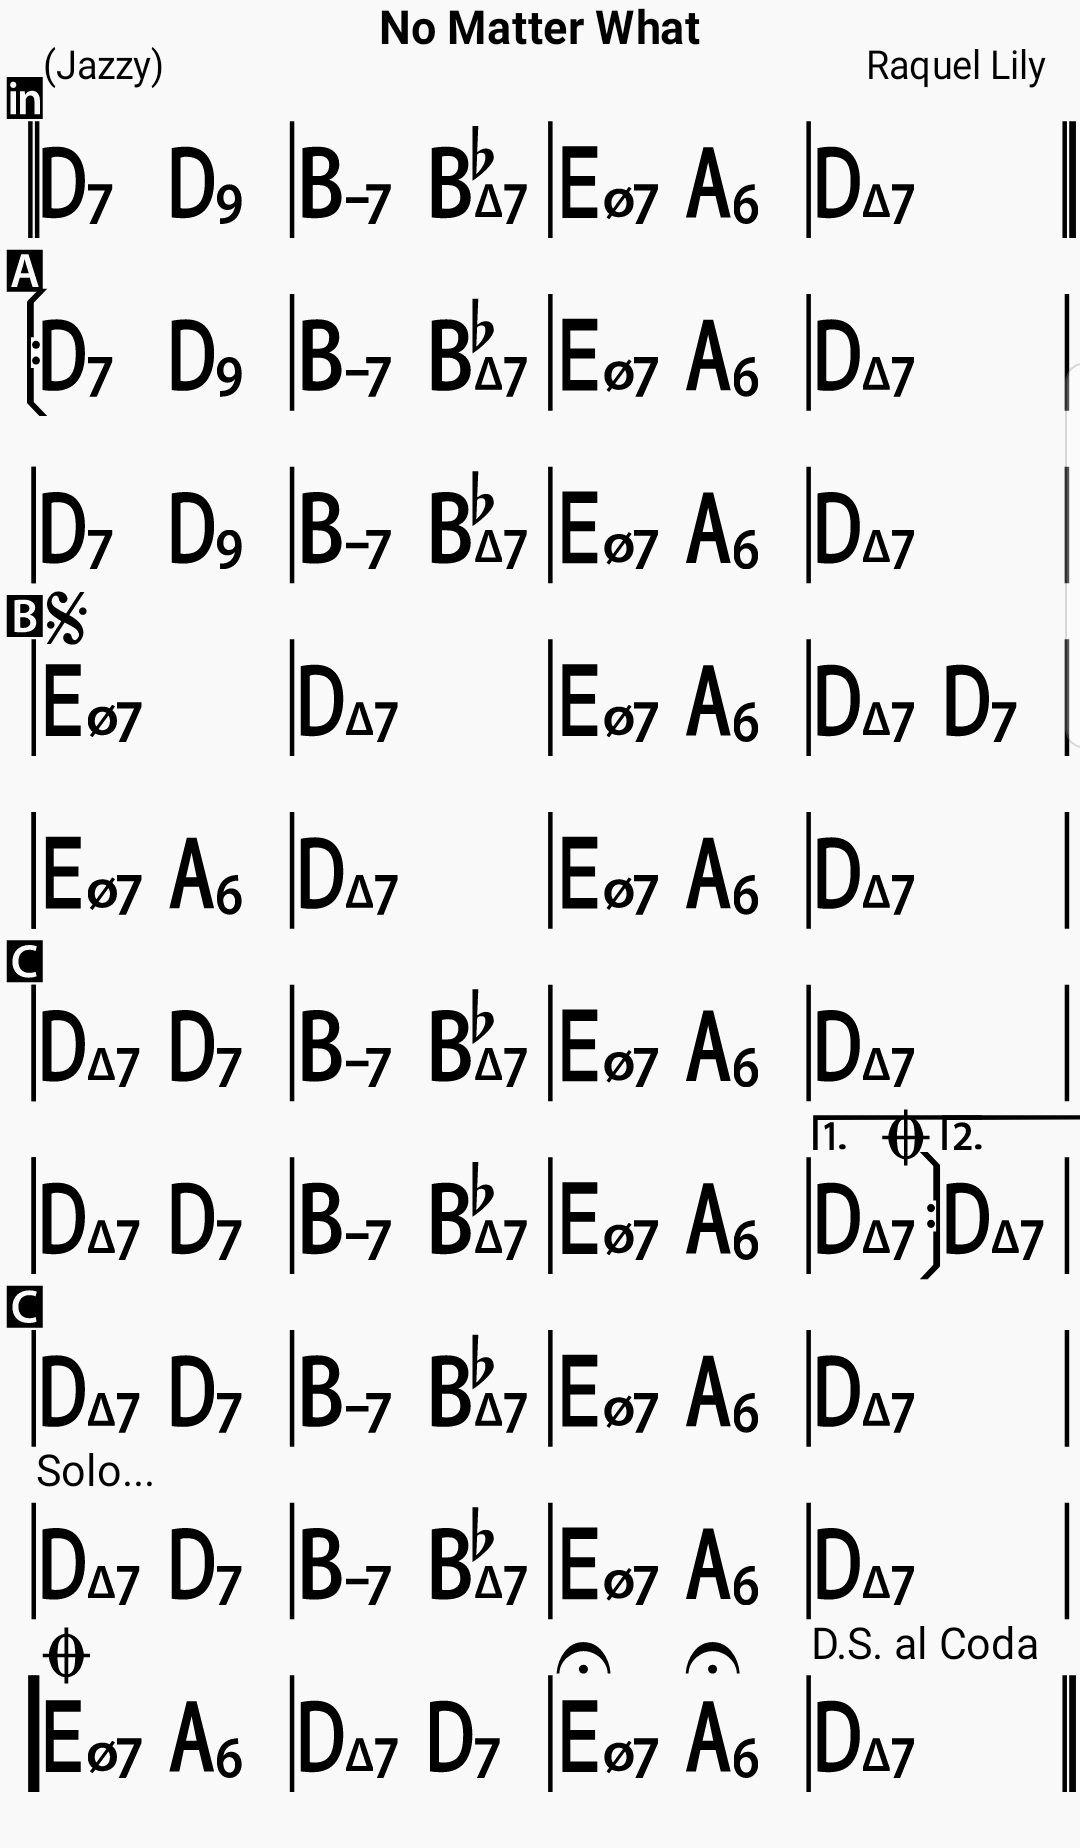 No Matter What
(Jazzy) Raquel Lily
in
D7 D9 B–7 B♭Δ7 Eø7 A6 DΔ7
A
D7 D9 B–7 B♭Δ7 Eø7 A6 DΔ7
D7 D9 B–7 B♭Δ7 Eø7 A6 DΔ7
B
Eø7 DΔ7 Eø7 A6 DΔ7 D7
Eø7 A6 DΔ7 Eø7 A6 DΔ7
C
DΔ7 D7 B–7 B♭Δ7 Eø7 A6 DΔ7
1. 2.
DΔ7 D7 B–7 B♭Δ7 Eø7 A6 DΔ7 DΔ7
C
DΔ7 D7 B–7 B♭Δ7 Eø7 A6 DΔ7
Solo...
DΔ7 D7 B–7 B♭Δ7 Eø7 A6 DΔ7
D.S. al Coda
Eø7 A6 DΔ7 D7 Eø7 A6 DΔ7